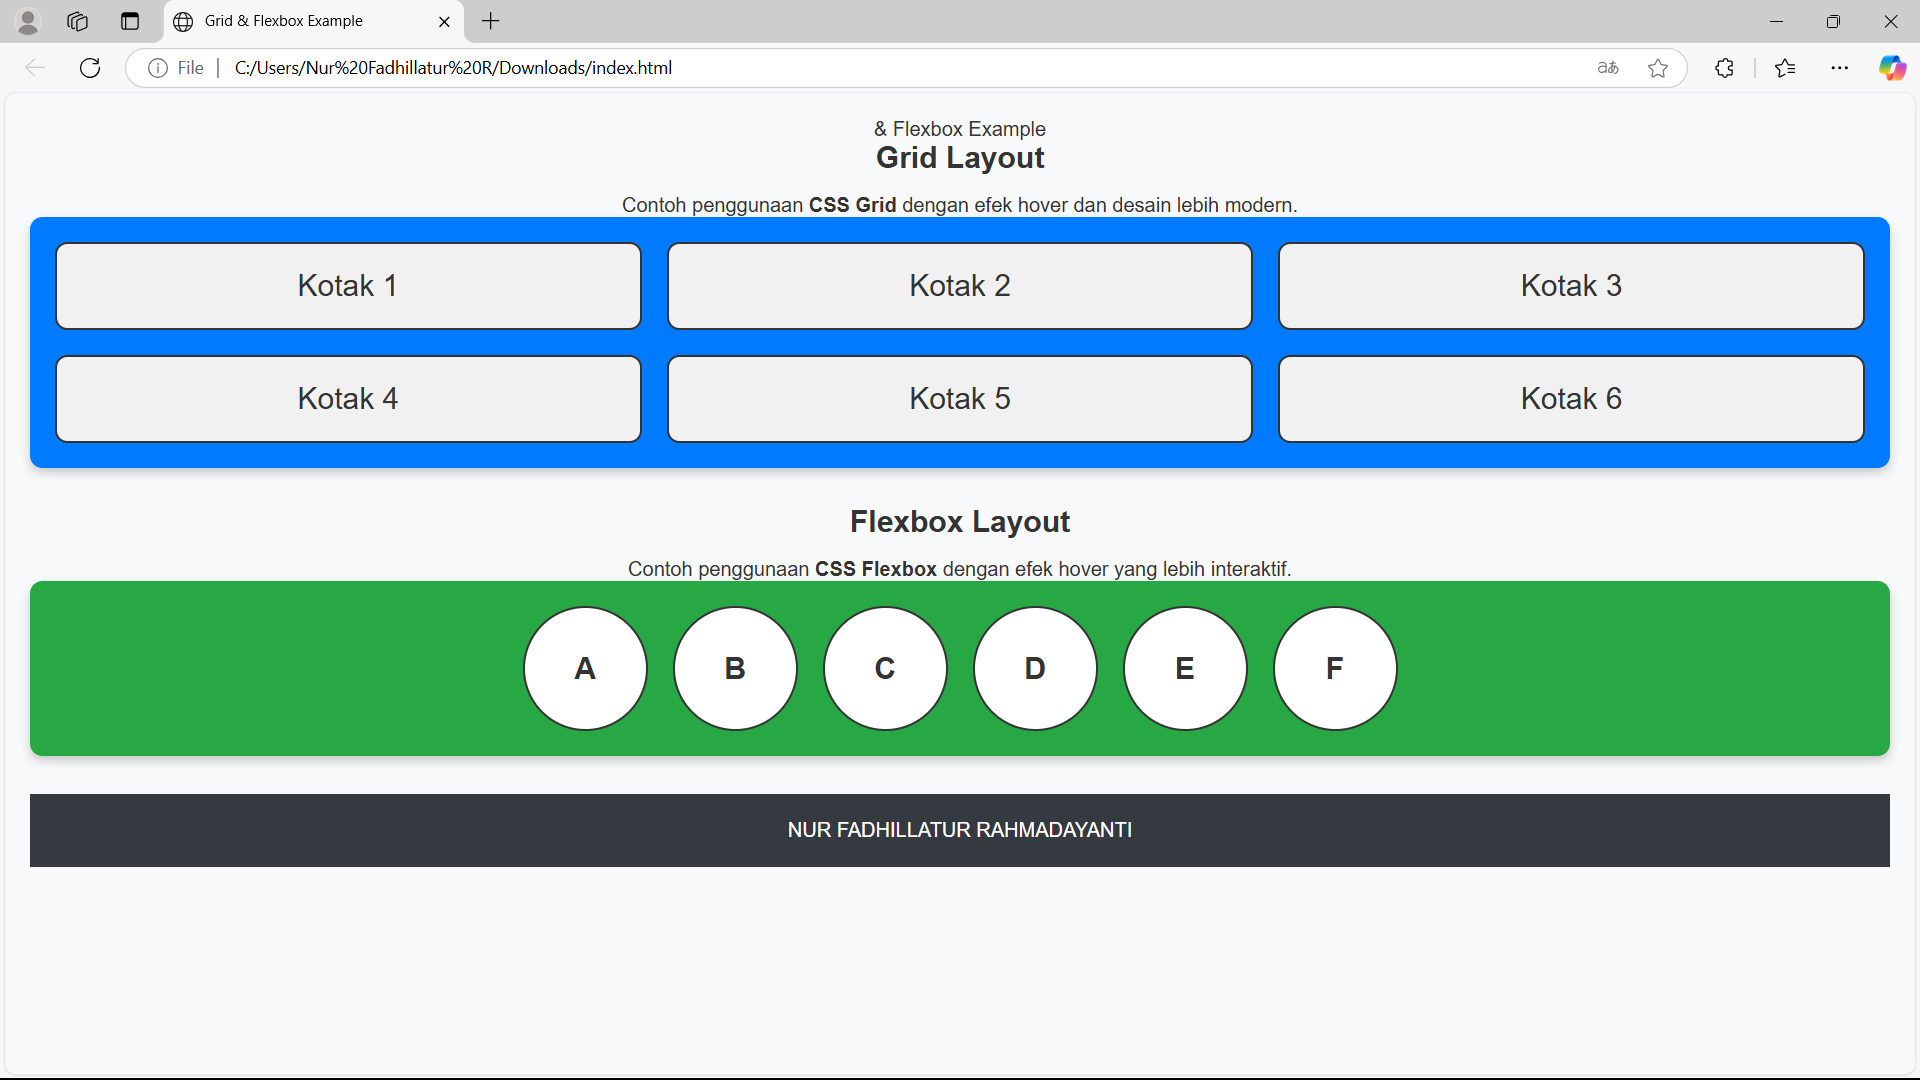 Grid & Flexbox Example
File
C:/Users/Nur%20Fadhillatur%20R/Downloads/index.html
& Flexbox Example
Grid Layout
Contoh penggunaan CSS Grid dengan efek hover dan desain lebih modern.
Kotak 1
Kotak 2
Kotak 3
Kotak 4
Kotak 5
Kotak 6
Flexbox Layout
Contoh penggunaan CSS Flexbox dengan efek hover yang lebih interaktif.
A
B
C
D
E
F
NUR FADHILLATUR RAHMADAYANTI